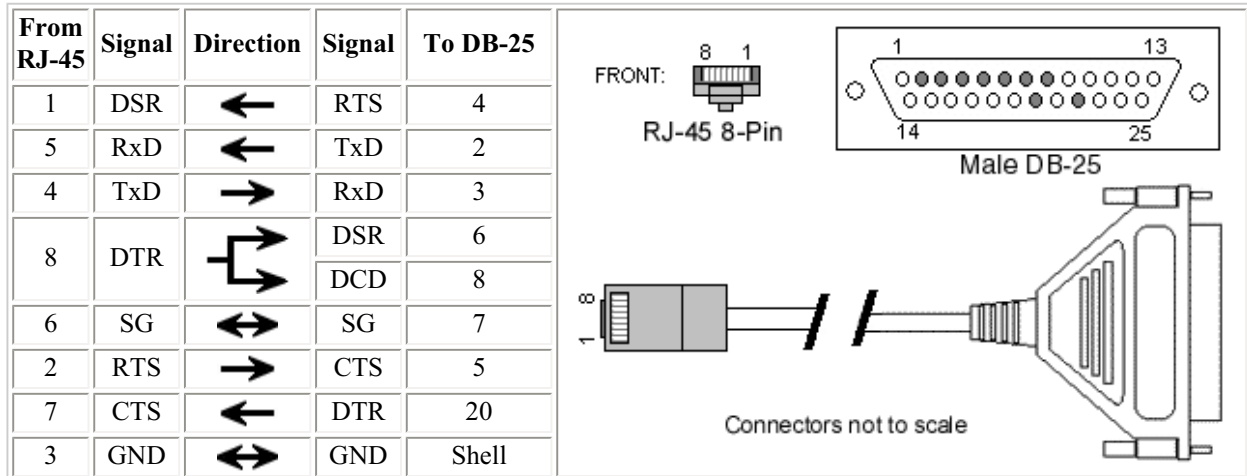 From RJ-45 Signal Direction Signal To DB-25
1 DSR RTS 4
5 RxD TxD 2
4 TxD RxD 3
8 DTR DSR 6
DCD 8
6 SG SG 7
2 RTS CTS 5
7 CTS DTR 20
3 GND GND Shell
8 1
FRONT:
RJ-45 8-Pin
1 13
14 25
Male DB-25
8
1
Connectors not to scale